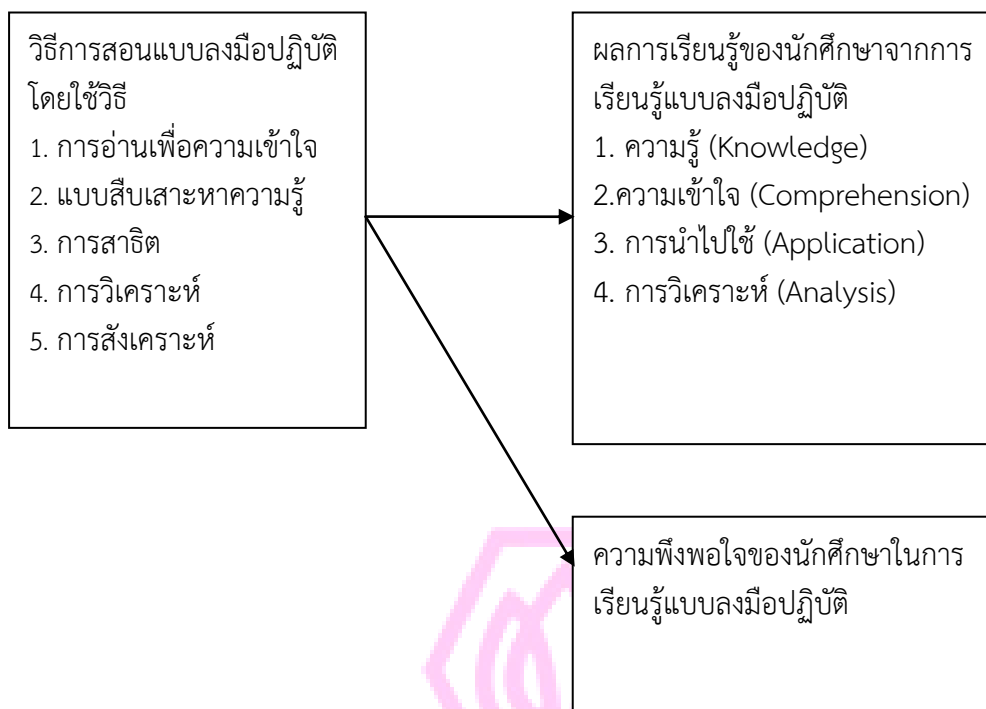 วิธีการสอนแบบลงมือปฏิบัติ
โดยใช้วิธี
1. การอ่านเพื่อความเข้าใจ
2. แบบสืบเสาะหาความรู้
3. การสาธิต
4. การวิเคราะห์
5. การสังเคราะห์
ผลการเรียนรู้ของนักศึกษาจากการ
เรียนรู้แบบลงมือปฏิบัติ
1. ความรู้ (Knowledge)
2.ความเข้าใจ (Comprehension)
3. การนำไปใช้ (Application)
4. การวิเคราะห์ (Analysis)
ความพึงพอใจของนักศึกษาในการ
เรียนรู้แบบลงมือปฏิบัติ